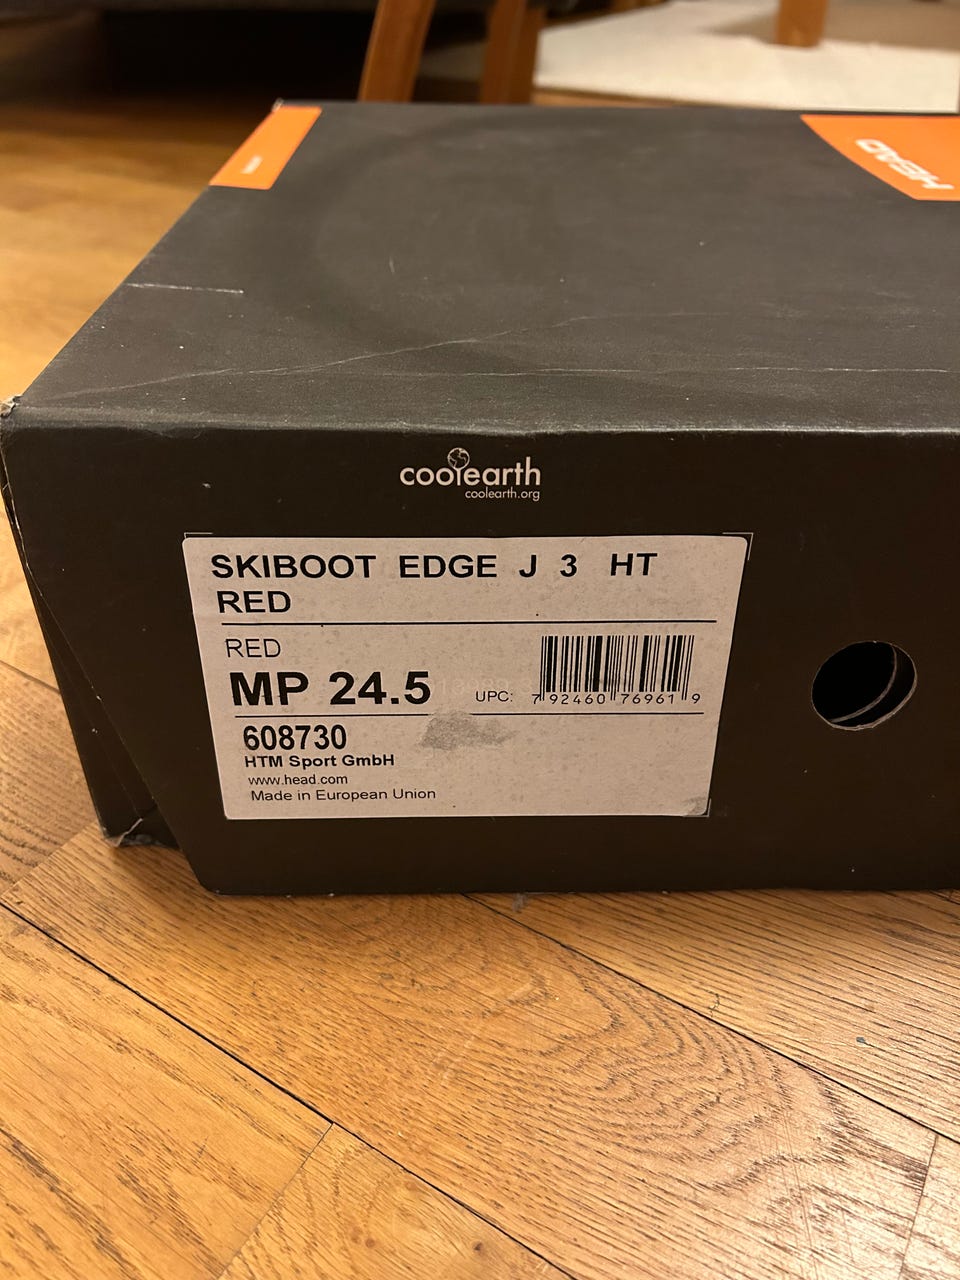 HEAD
coolearth
coolearth.org
SKIBOOT EDGE J 3 HT
RED
RED
MP 24.5
UPC: 7 92460 76961 9
608730
HTM Sport GmbH
www.head.com
Made in European Union